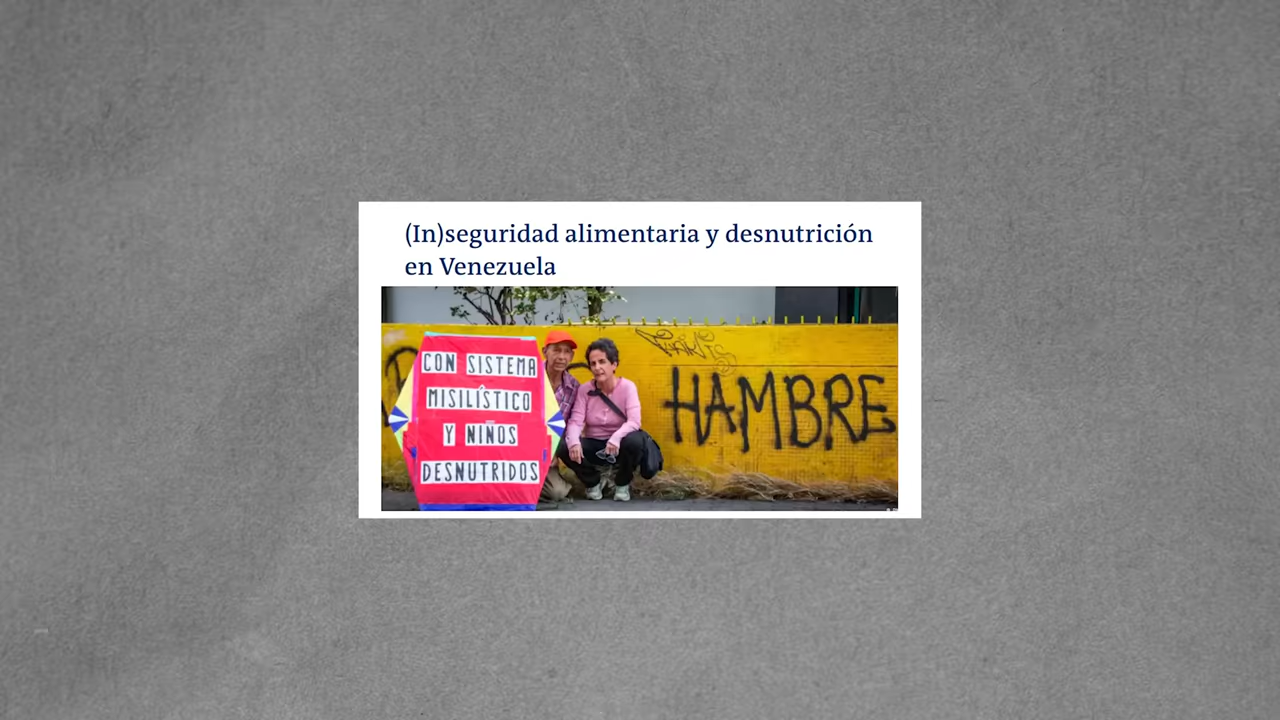 (In)seguridad alimentaria y desnutrición
en Venezuela
CON SISTEMA
MISILÍSTICO
Y NIÑOS
DESNUTRIDOS
HAMBRE